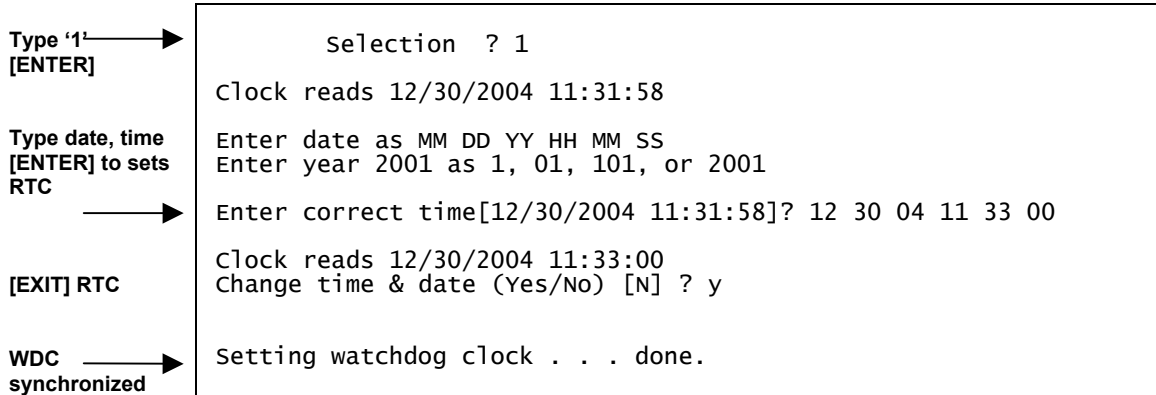 Type ‘1’
[ENTER]
Selection ? 1
Clock reads 12/30/2004 11:31:58
Type date, time
[ENTER] to sets
RTC
Enter date as MM DD YY HH MM SS
Enter year 2001 as 1, 01, 101, or 2001
Enter correct time[12/30/2004 11:31:58]? 12 30 04 11 33 00
Clock reads 12/30/2004 11:33:00
[EXIT] RTC
Change time & date (Yes/No) [N] ? y
WDC
synchronized
Setting watchdog clock . . . done.